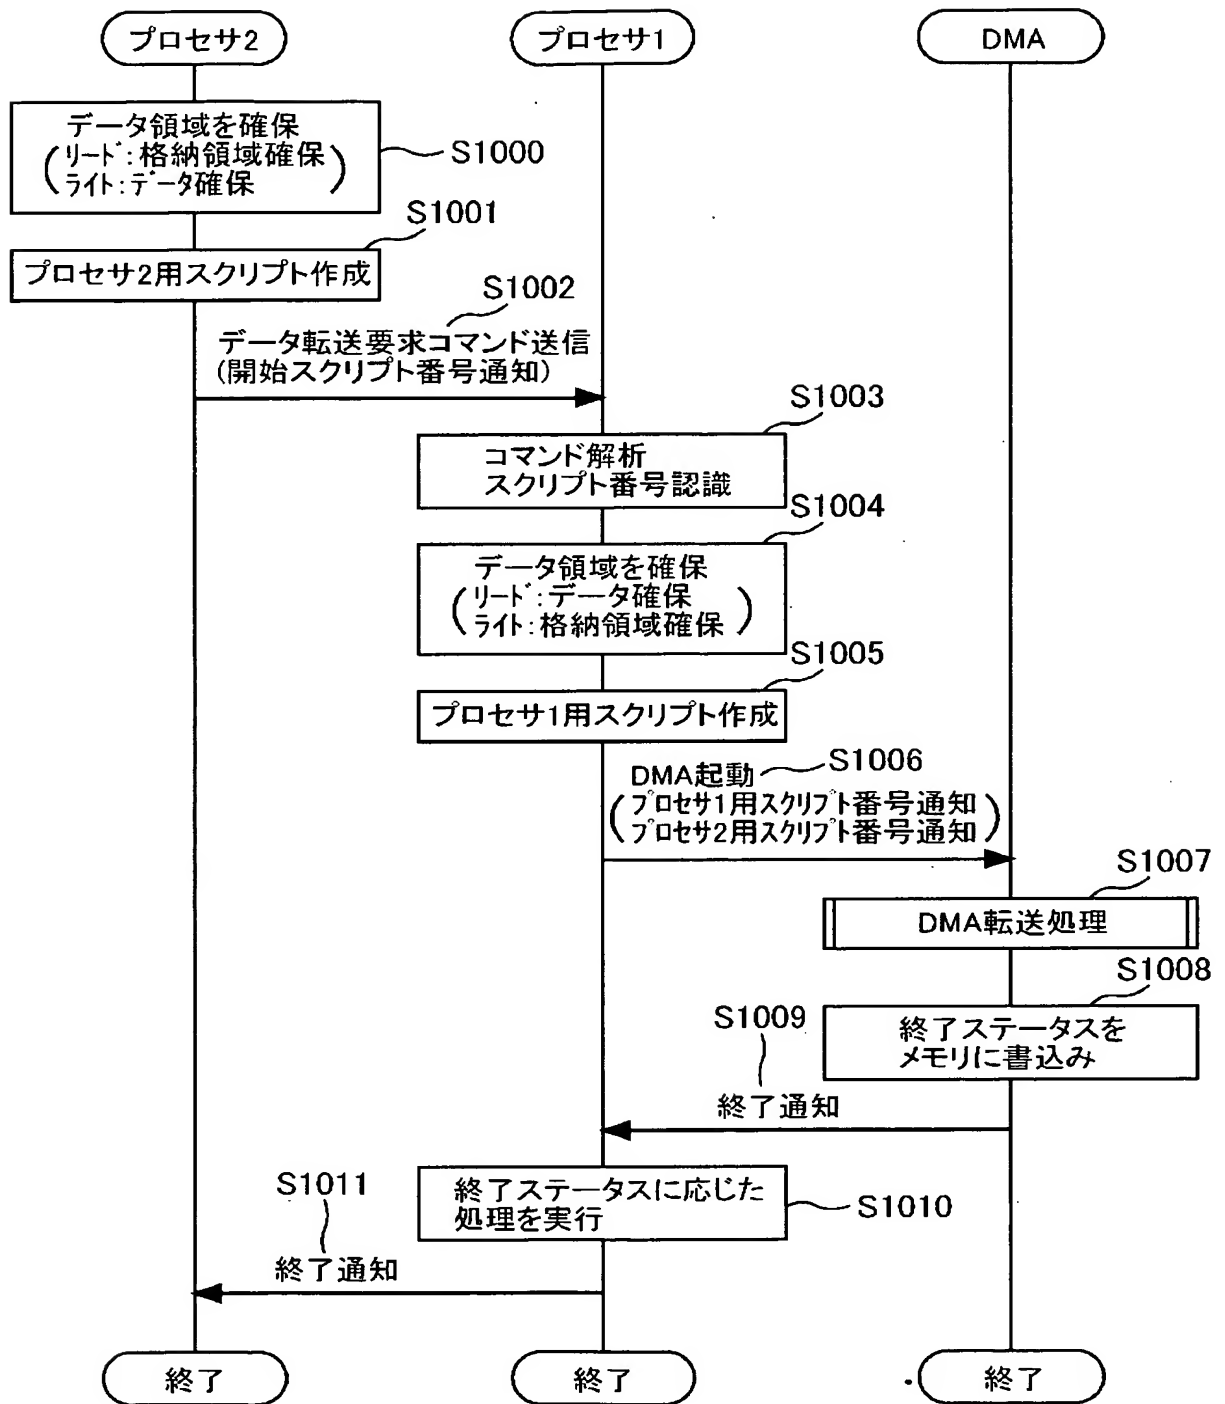 プロセサ2
プロセサ1
DMA
データ領域を確保
(リード:格納領域確保
ライト:データ確保)
S1000
S1001
プロセサ2用スクリプト作成
S1002
データ転送要求コマンド送信
(開始スクリプト番号通知)
S1003
コマンド解析
スクリプト番号認識
S1004
データ領域を確保
(リード:データ確保
ライト:格納領域確保)
S1005
プロセサ1用スクリプト作成
DMA起動
S1006
(プロセサ1用スクリプト番号通知
プロセサ2用スクリプト番号通知)
S1007
DMA転送処理
S1008
終了ステータスを
メモリに書込み
S1009
終了通知
終了ステータスに応じた
処理を実行
S1010
S1011
終了通知
終了
終了
終了